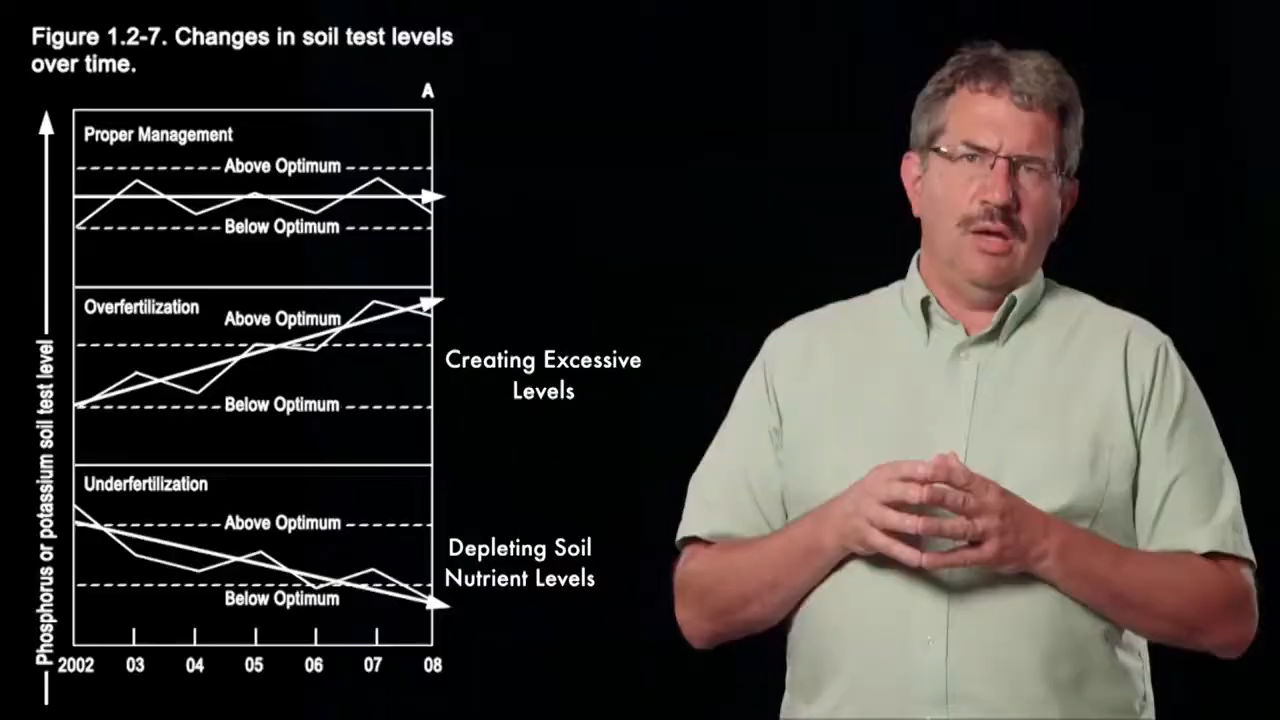 Figure 1.2-7. Changes in soil test levels
over time.
A
Proper Management
Above Optimum
Below Optimum
Overfertilization
Above Optimum
Below Optimum
Creating Excessive
Levels
Underfertilization
Above Optimum
Below Optimum
Depleting Soil
Nutrient Levels
Phosphorus or potassium soil test level
2002 03 04 05 06 07 08